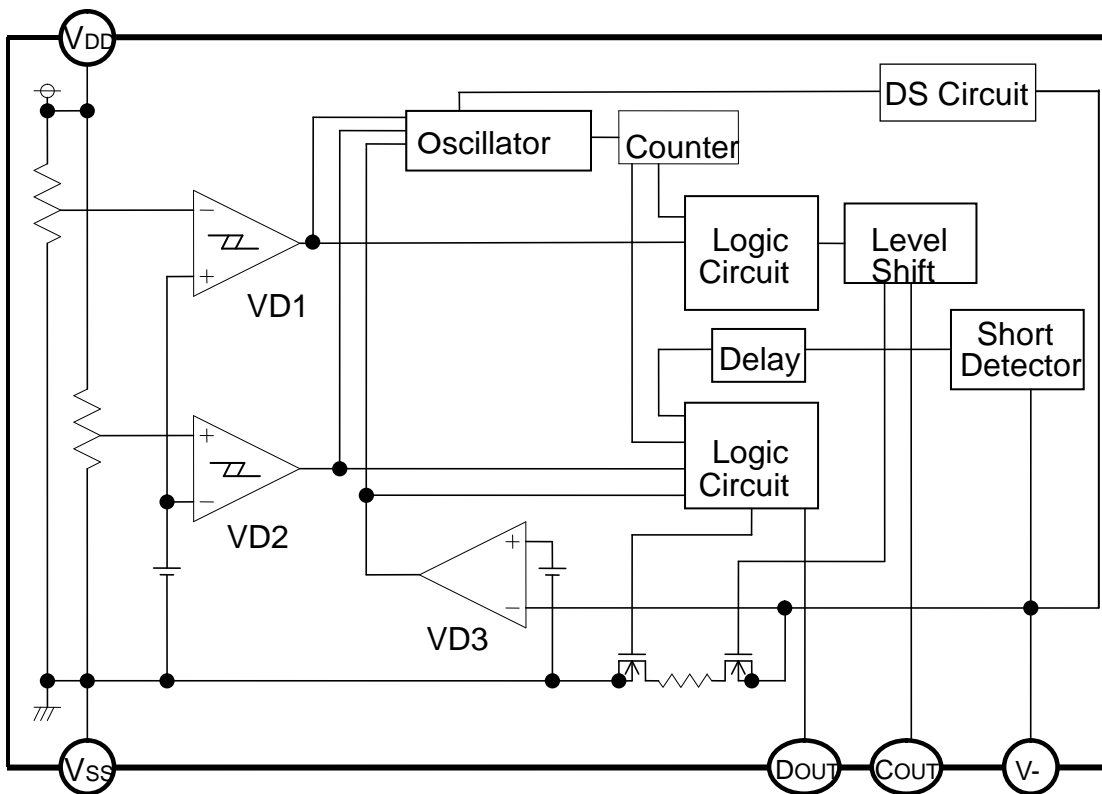 VDD
DS Circuit
Oscillator
Counter
−
+
VD1
Logic
Circuit
Level
Shift
Short
Detector
Delay
+
−
VD2
Logic
Circuit
+
−
VD3
VSS
DOUT
COUT
V-